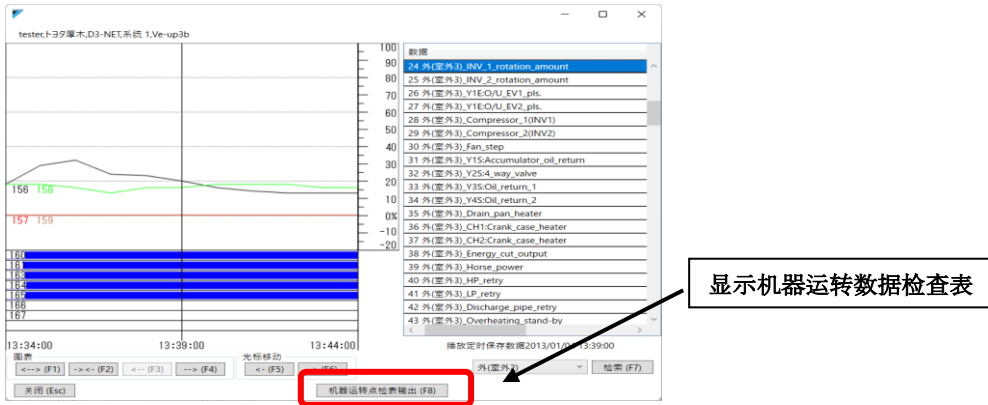 tester,トヨタ厚木,D3-NET,系统 1,Ve-up3b
100
90
80
70
60
50
40
30
20
10
0%
-10
-20
156 158
157 159
160
161
163
164
165
166
167
13:34:00 13:39:00 13:44:00
数据
24 外(室外3)_INV_1_rotation_amount
25 外(室外3)_INV_2_rotation_amount
26 外(室外3)_Y1E:O/U_EV1_pls.
27 外(室外3)_Y1E:O/U_EV2_pls.
28 外(室外3)_Compressor_1(INV1)
29 外(室外3)_Compressor_2(INV2)
30 外(室外3)_Fan_step
31 外(室外3)_Y1S:Accumulator_oil_return
32 外(室外3)_Y2S:4_way_valve
33 外(室外3)_Y3S:Oil_return_1
34 外(室外3)_Y4S:Oil_return_2
35 外(室外3)_Drain_pan_heater
36 外(室外3)_CH1:Crank_case_heater
37 外(室外3)_CH2:Crank_case_heater
38 外(室外3)_Energy_cut_output
39 外(室外3)_Horse_power
40 外(室外3)_HP_retry
41 外(室外3)_LP_retry
42 外(室外3)_Discharge_pipe_retry
43 外(室外3)_Overheating_stand-by
显示机器运转数据检查表
播放定时保存数据2013/01/04 13:39:00
图表
<--> (F1) -><- (F2) <-- (F3) --> (F4)
光标移动
<- (F5) -> (F6)
检索 (F7)
关闭 (Esc)
机器运转点检表输出 (F8)